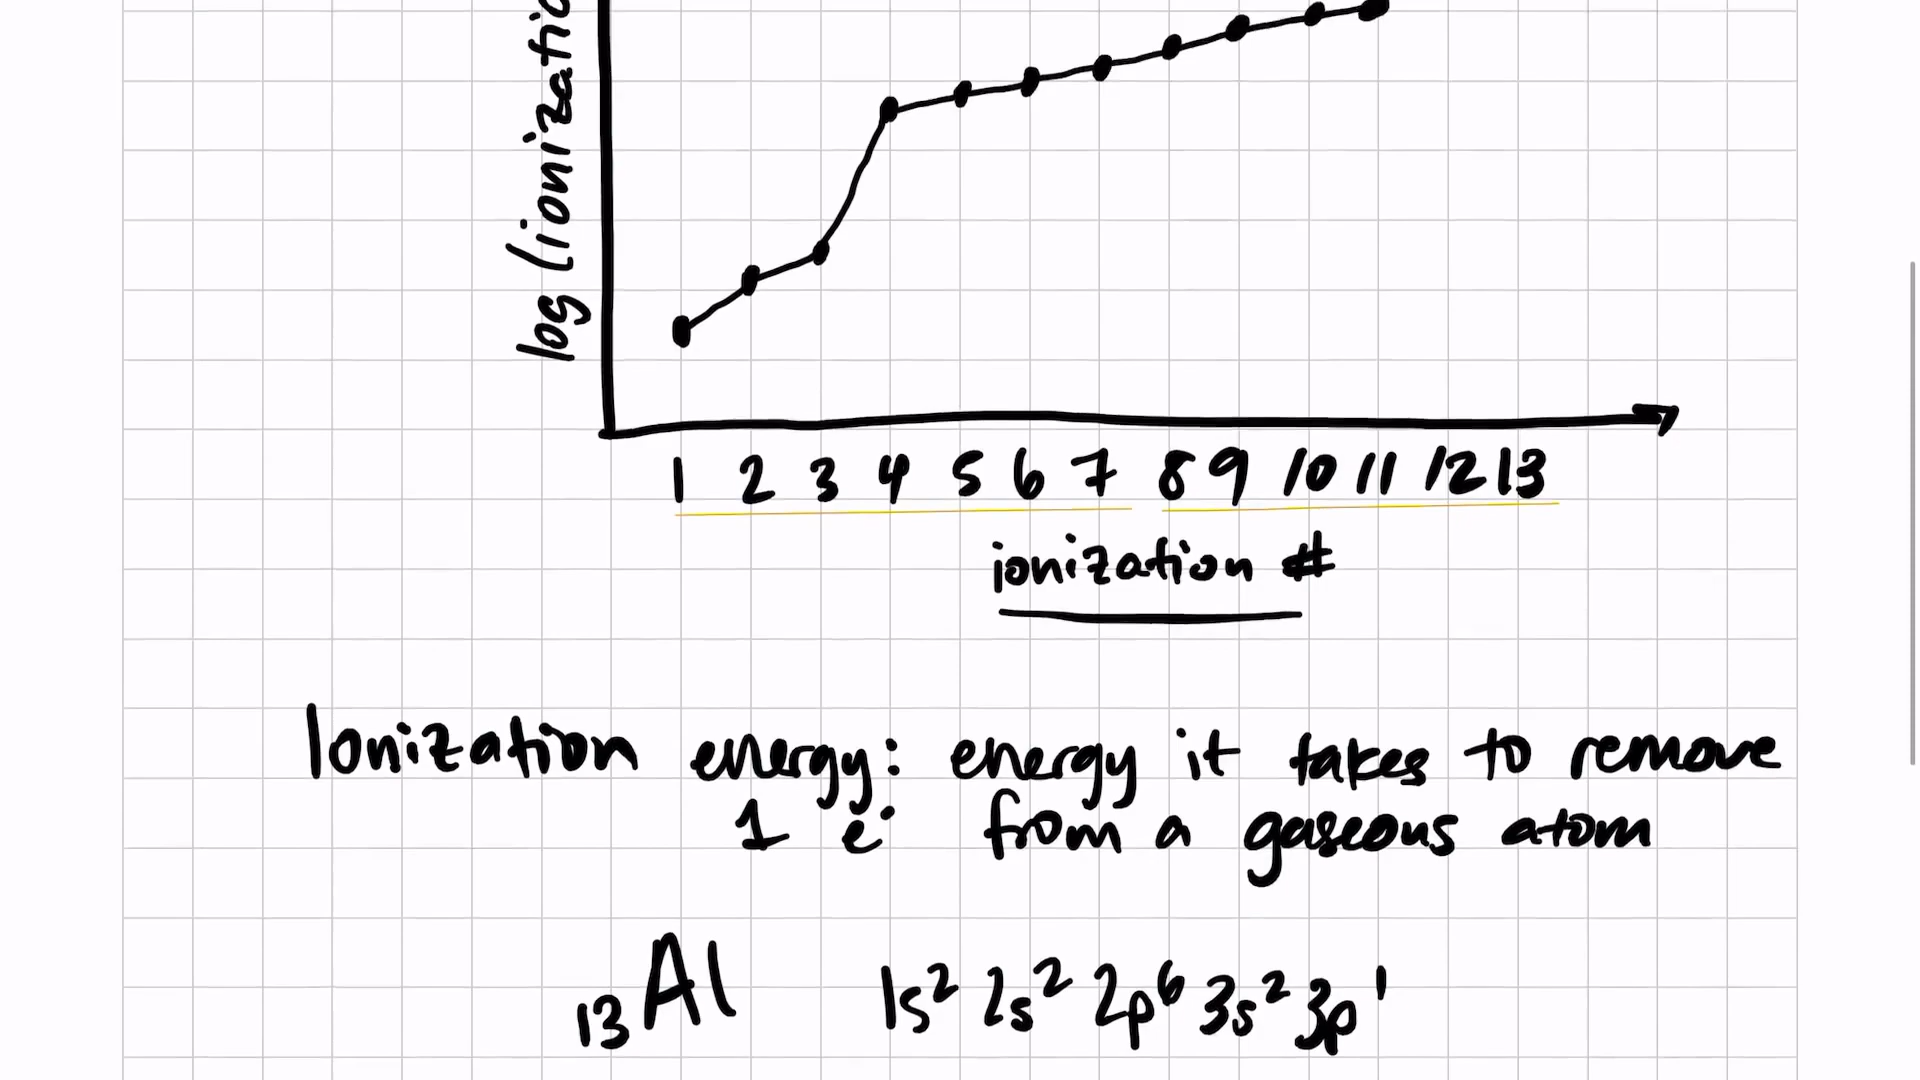 log (ionizatio
1 2 3 4 5 6 7 8 9 10 11 12 13
ionization #
Ionization energy: energy it takes to remove
1 e- from a gaseous atom
₁₃Al 1s² 2s² 2p⁶ 3s² 3p¹